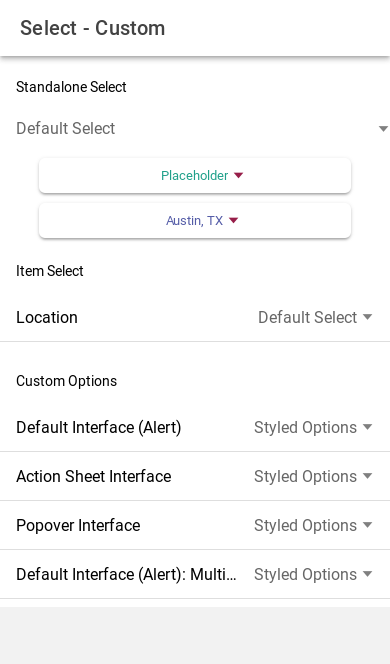 Select - Custom
Standalone Select
Default Select
Placeholder
Austin, TX
Item Select
Location Default Select
Custom Options
Default Interface (Alert) Styled Options
Action Sheet Interface Styled Options
Popover Interface Styled Options
Default Interface (Alert): Multi... Styled Options